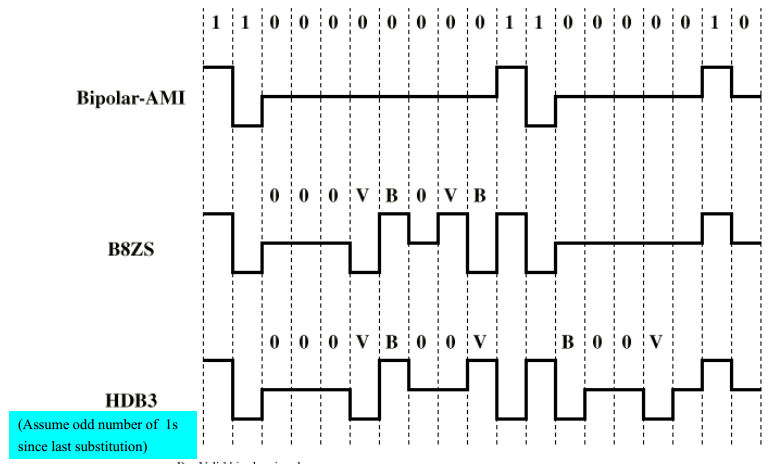 1 1 0 0 0 0 0 0 0 0 1 1 0 0 0 0 0 1 0
Bipolar-AMI
0 0 0 V B 0 V B
B8ZS
0 0 0 V B 0 0 V B 0 0 V
HDB3
(Assume odd number of 1s
since last substitution)